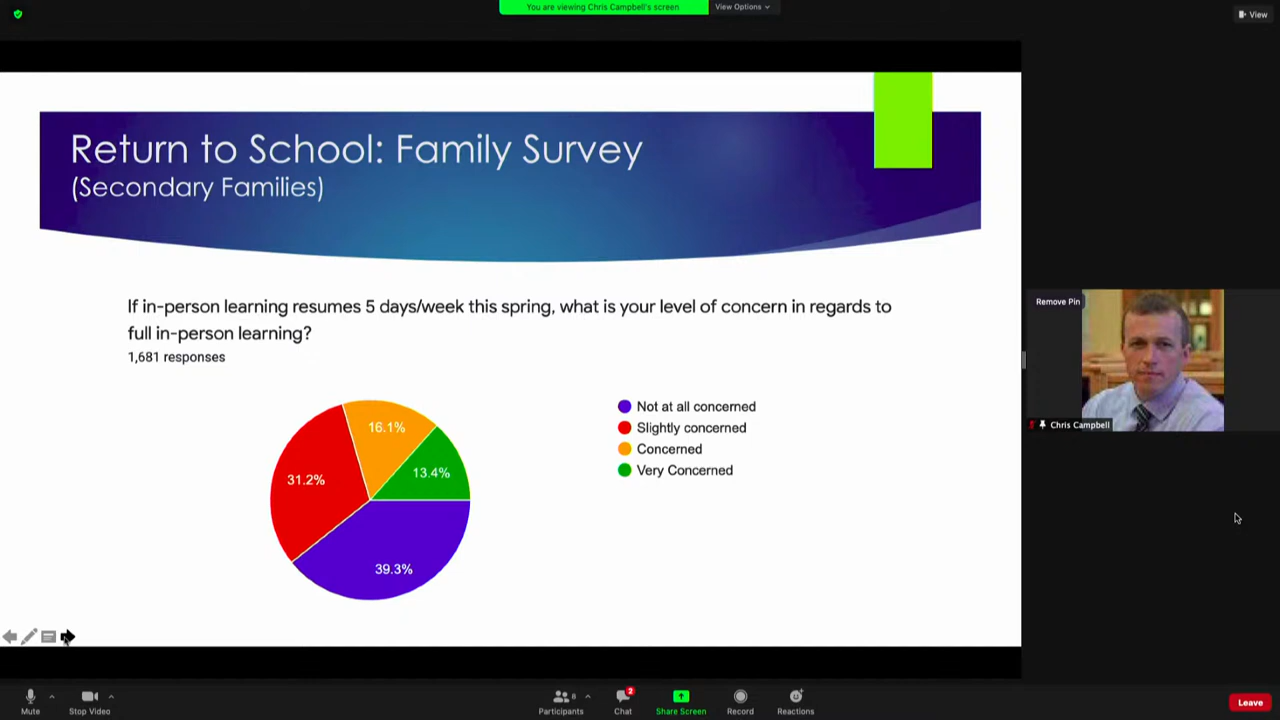 You are viewing Chris Campbell's screen
View Options
View
Return to School: Family Survey
(Secondary Families)
If in-person learning resumes 5 days/week this spring, what is your level of concern in regards to
full in-person learning?
1,681 responses
Not at all concerned
Slightly concerned
Concerned
Very Concerned
16.1%
13.4%
31.2%
39.3%
Remove Pin
Chris Campbell
Mute
Stop Video
Participants
8
Chat
2
Share Screen
Record
Reactions
Leave